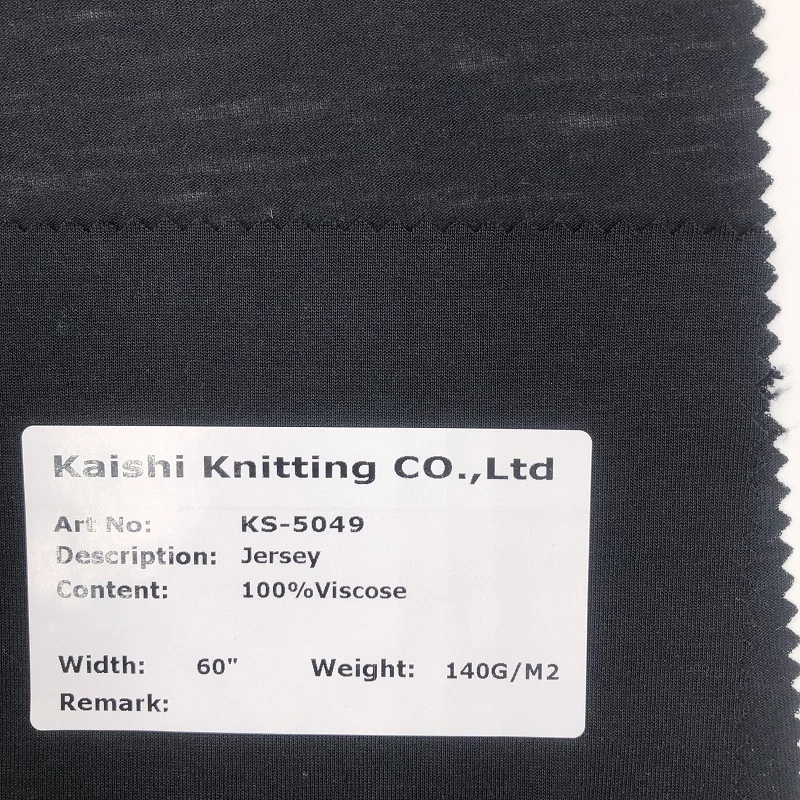 Kaishi Knitting CO.,Ltd
Art No: KS-5049
Description: Jersey
Content: 100%Viscose
Width: 60" Weight: 140G/M2
Remark: